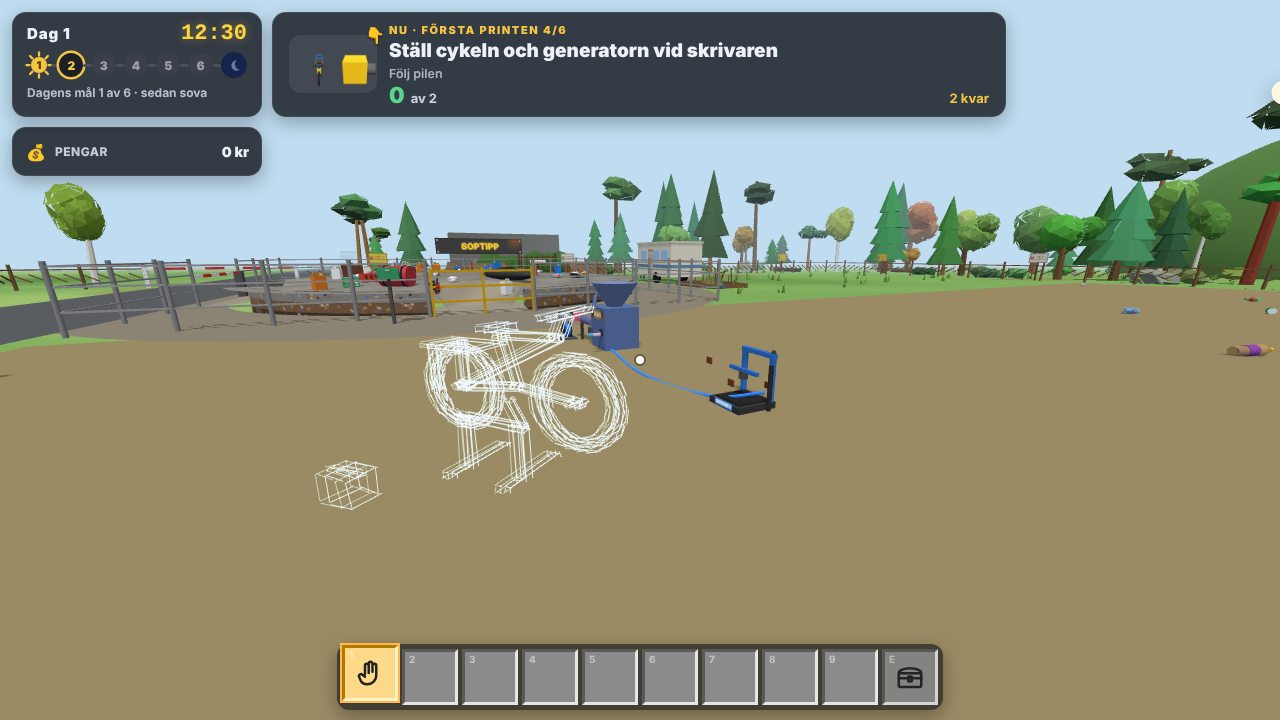 Dag 1
12:30
1 2 3 4 5 6
Dagens mål 1 av 6 · sedan sova
PENGAR
0 kr
NU · FÖRSTA PRINTEN 4/6
Ställ cykeln och generatorn vid skrivaren
Följ pilen
0 av 2
2 kvar
SOPTIPP
1 2 3 4 5 6 7 8 9 E